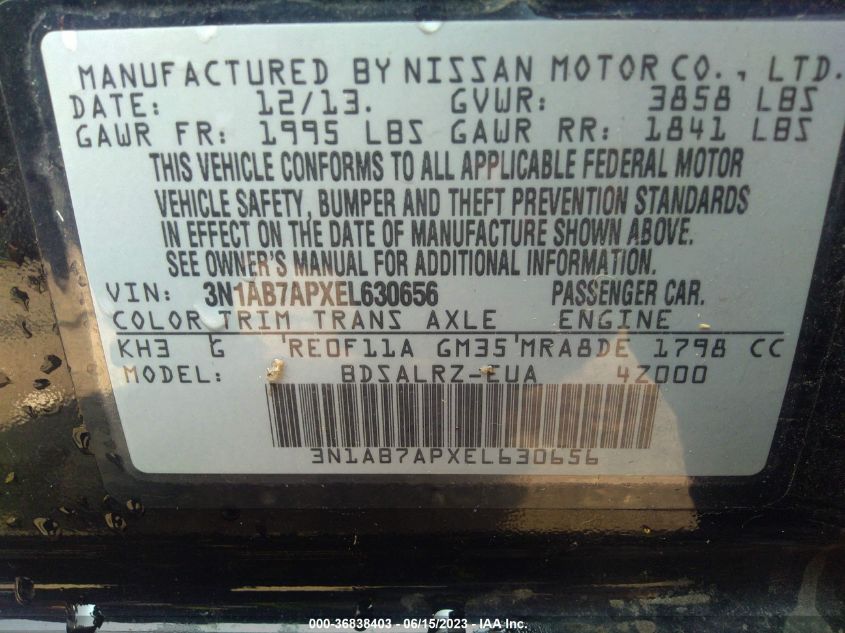 MANUFACTURED BY NISSAN MOTOR CO., LTD.
DATE: 12/13. GVWR: 3858 LBS
GAWR FR: 1995 LBS GAWR RR: 1841 LBS
THIS VEHICLE CONFORMS TO ALL APPLICABLE FEDERAL MOTOR
VEHICLE SAFETY, BUMPER AND THEFT PREVENTION STANDARDS
IN EFFECT ON THE DATE OF MANUFACTURE SHOWN ABOVE.
SEE OWNER'S MANUAL FOR ADDITIONAL INFORMATION.
VIN: 3N1AB7APXEL630656 PASSENGER CAR.
COLOR TRIM TRANS AXLE ENGINE
KH3 G 'RE0F11A GM35'MRA8DE 1798 CC
MODEL: BDSALRZ-EUA 4Z000
3N1AB7APXEL630656
000-36838403 - 06/15/2023 - IAA Inc.